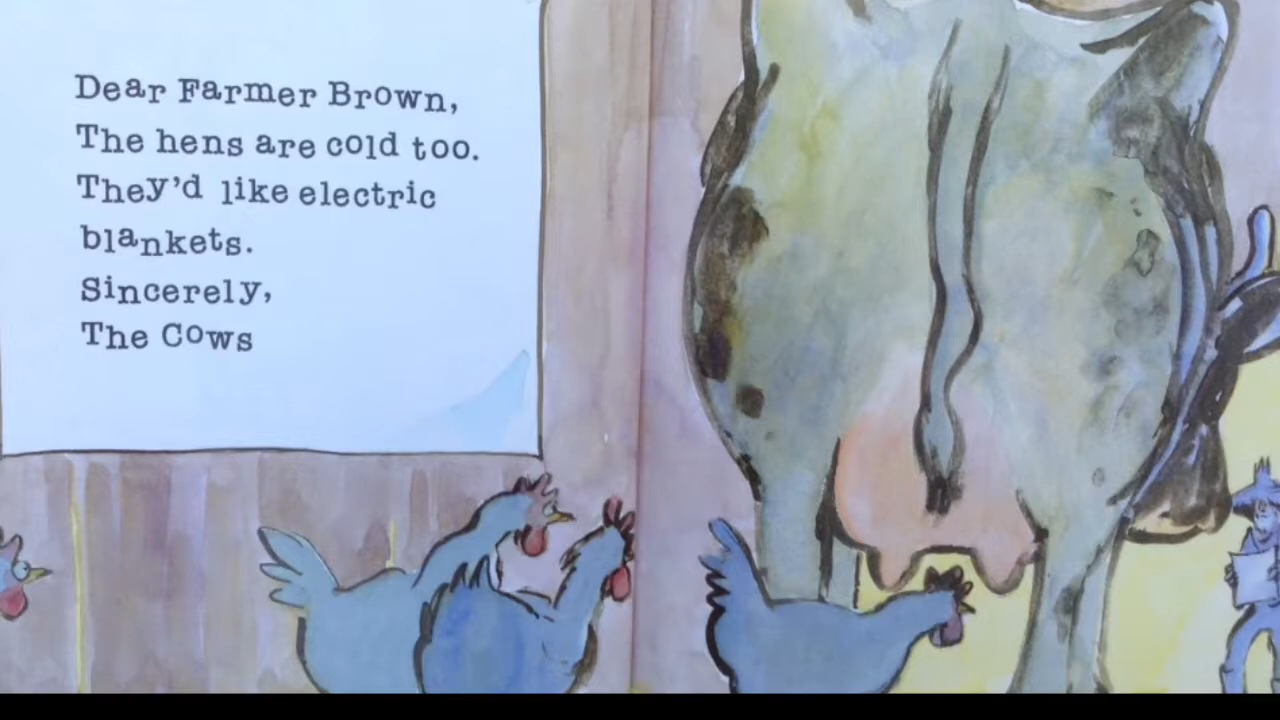 Dear Farmer Brown,
The hens are cold too.
They'd like electric
blankets.
Sincerely,
The Cows